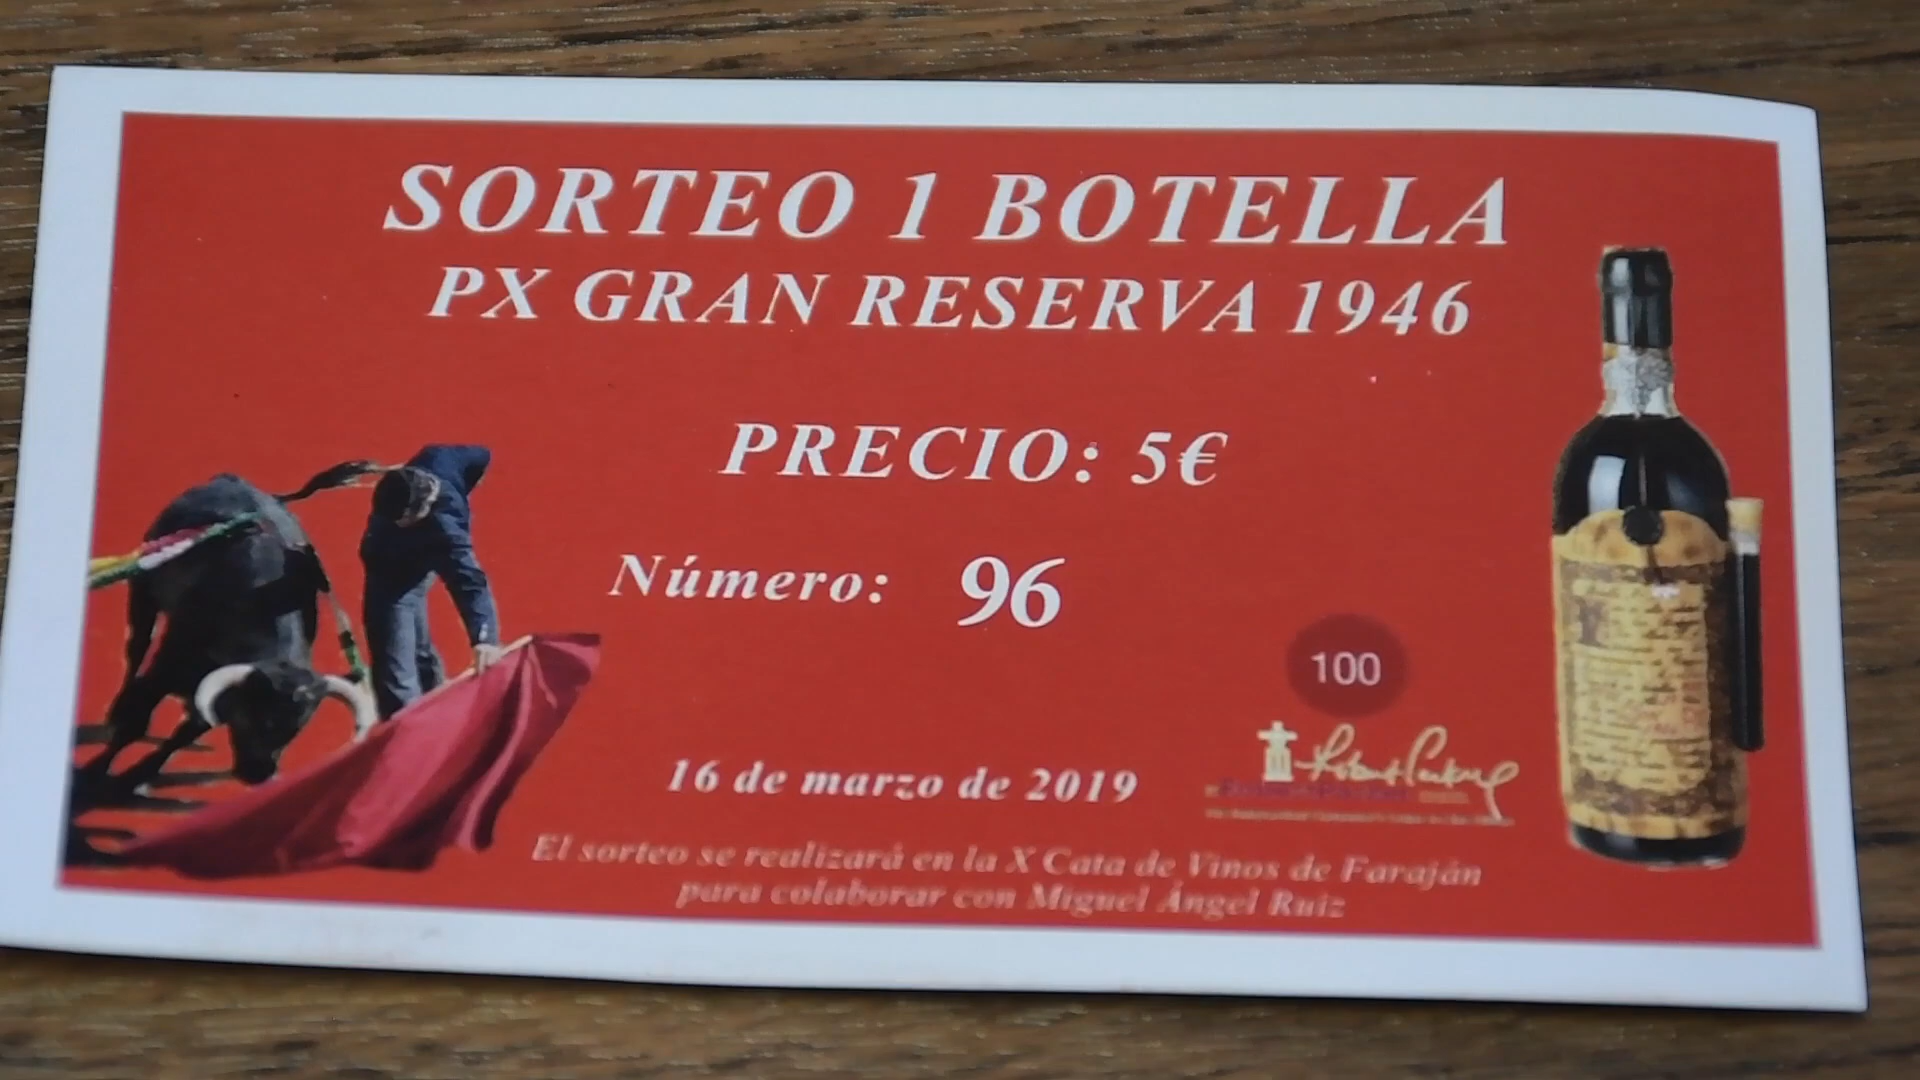 SORTEO 1 BOTELLA
PX GRAN RESERVA 1946
PRECIO: 5€
Número: 96
100
16 de marzo de 2019
El sorteo se realizará en la X Cata de Vinos de Faraján
para colaborar con Miguel Ángel Ruiz